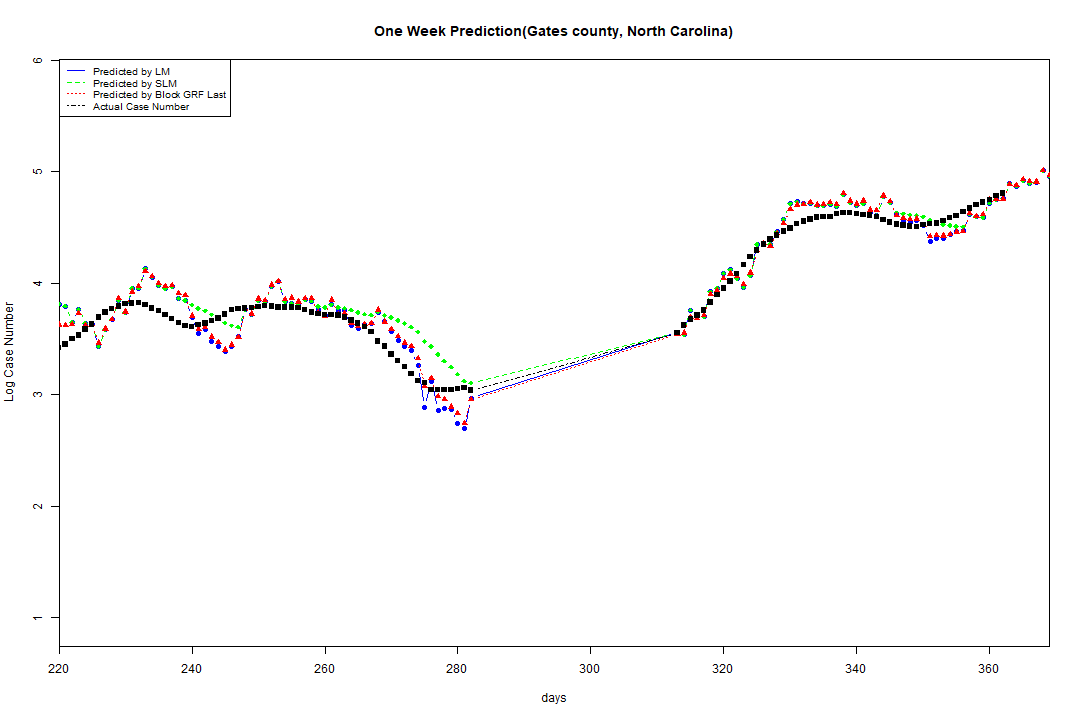 One Week Prediction(Gates county, North Carolina)
Predicted by LM
Predicted by SLM
Predicted by Block GRF Last
Actual Case Number
Log Case Number
6
5
4
3
2
1
220 240 260 280 300 320 340 360
days